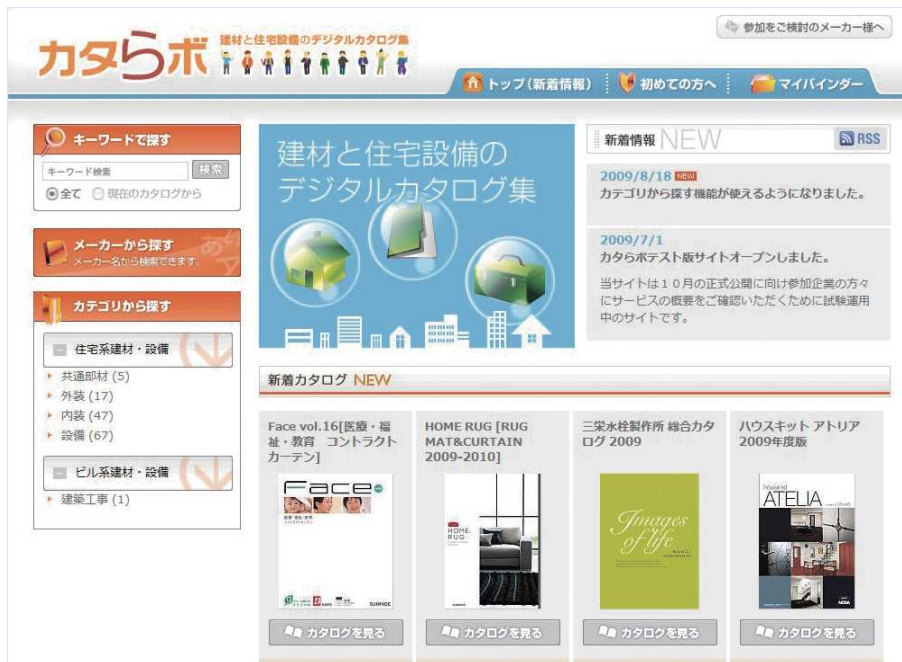 参加をご検討のメーカー様へ
カタらボ
建材と住宅設備のデジタルカタログ集
トップ(新着情報)
初めての方へ
マイバインダー
キーワードで探す
キーワード検索
検索
全て 現在のカタログから
メーカーから探す
メーカー名から検索できます。
カテゴリから探す
住宅系建材・設備
共通部材 (5)
外装 (17)
内装 (47)
設備 (67)
ビル系建材・設備
建築工事 (1)
建材と住宅設備の
デジタルカタログ集
新着情報 NEW
RSS
2009/8/18 NEW
カテゴリから探す機能が使えるようになりました。
2009/7/1
カタらボテスト版サイトオープンしました。
当サイトは10月の正式公開に向け参加企業の方々
にサービスの概要をご確認いただくために試験運用
中のサイトです。
新着カタログ NEW
Face vol.16[医療・福
祉・教育 コントラクト
カーテン]
Face
カタログを見る
HOME RUG [RUG
MAT&CURTAIN
2009-2010]
HOME
RUG
カタログを見る
三栄水栓製作所 総合カタ
ログ 2009
Images
of life
カタログを見る
ハウスキット アトリア
2009年度版
house kit
ATELIA
カタログを見る